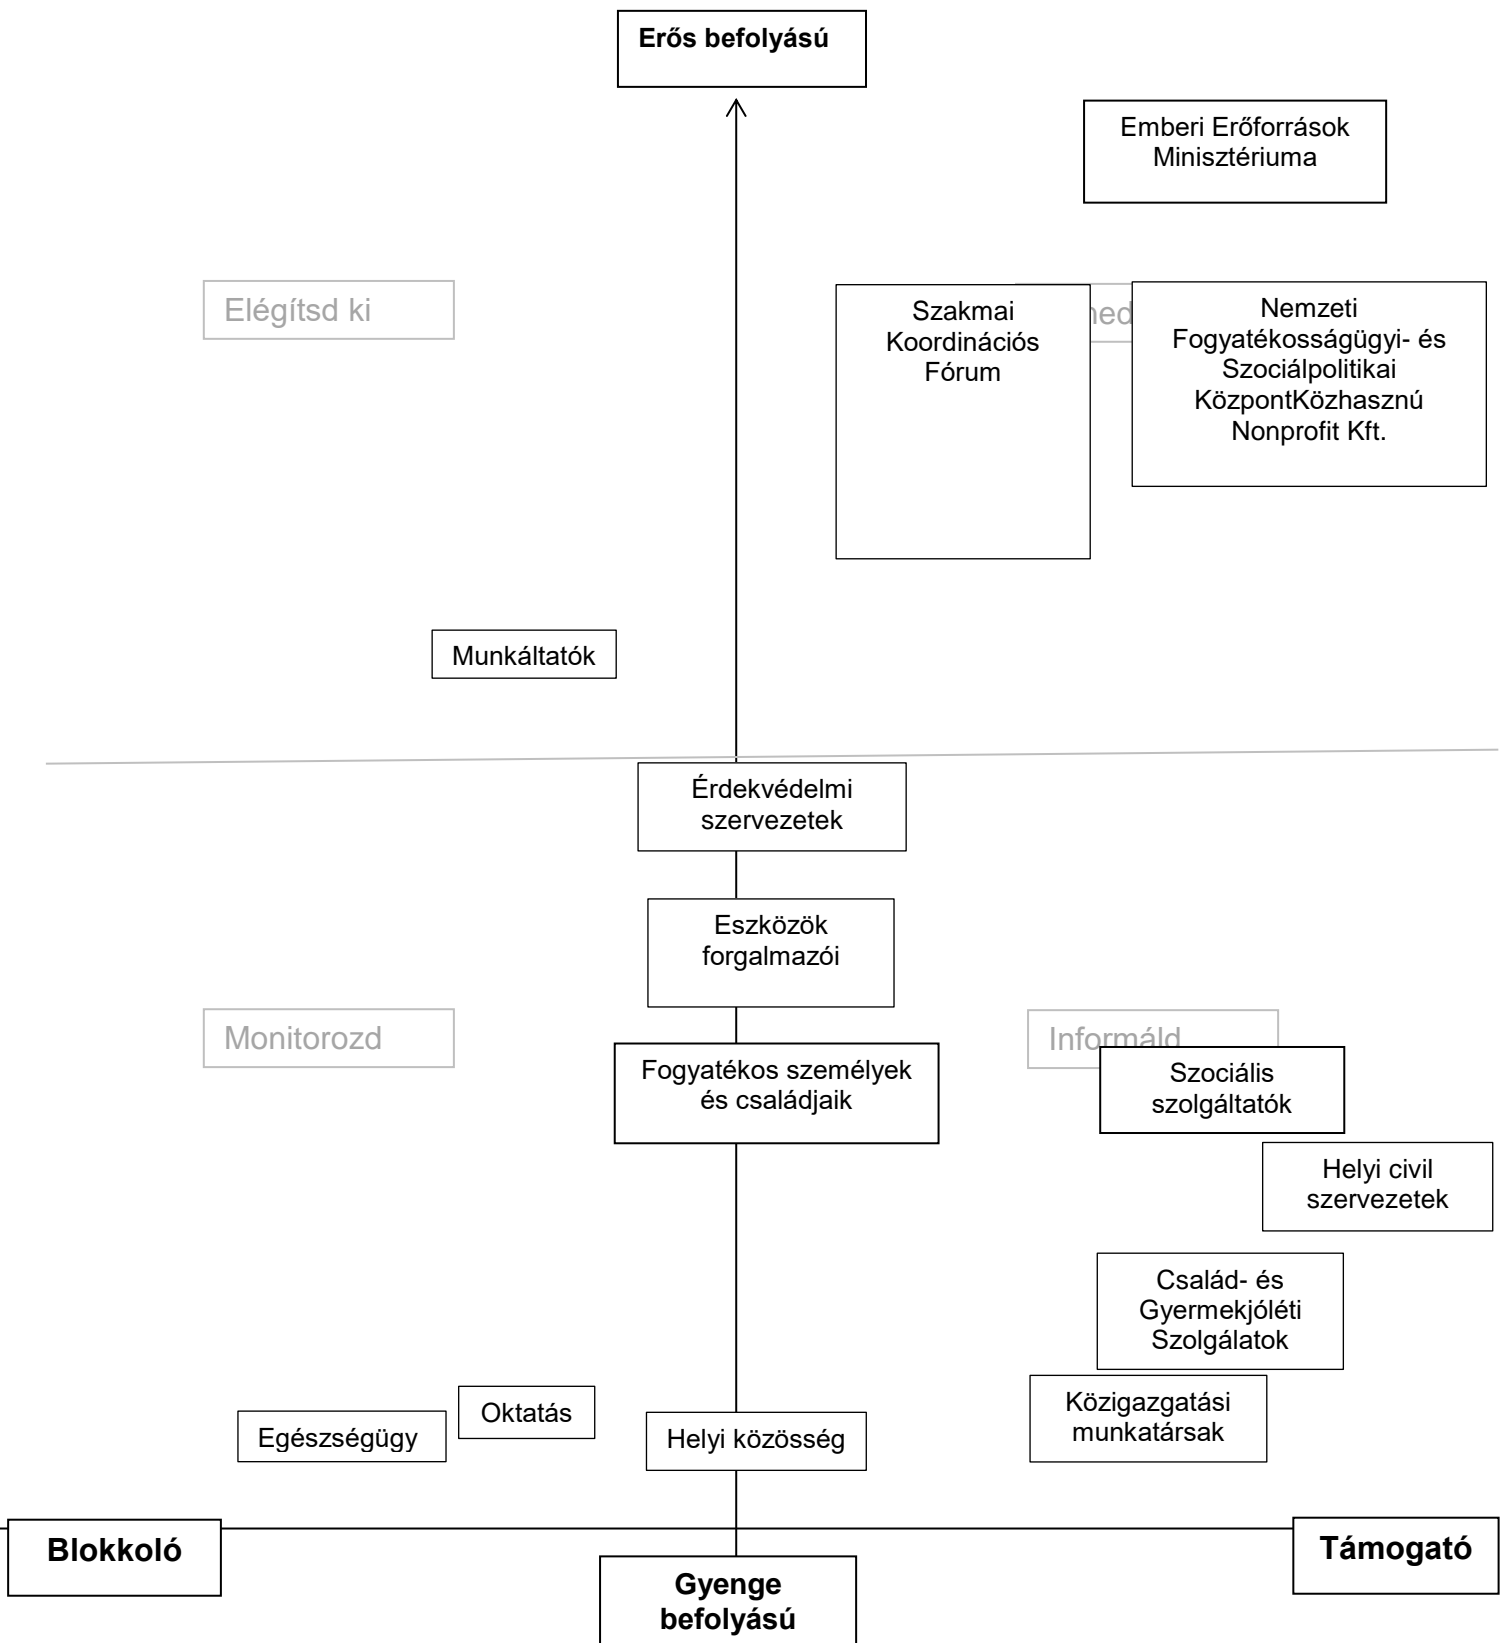 Erős befolyású
Emberi Erőforrások
Minisztériuma
Elégítsd ki
Szakmai
Koordinációs
Fórum
Nemzeti
Fogyatékosságügyi- és
Szociálpolitikai
KözpontKözhasznú
Nonprofit Kft.
Munkáltatók
Érdekvédelmi
szervezetek
Eszközök
forgalmazói
Monitorozd
Informáld
Fogyatékos személyek
és családjaik
Szociális
szolgáltatók
Helyi civil
szervezetek
Család- és
Gyermekjóléti
Szolgálatok
Közigazgatási
munkatársak
Oktatás
Egészségügy
Helyi közösség
Blokkoló
Támogató
Gyenge
befolyású